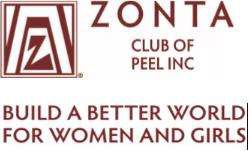 ZONTA
CLUB OF
PEEL INC
®
BUILD A BETTER WORLD
FOR WOMEN AND GIRLS